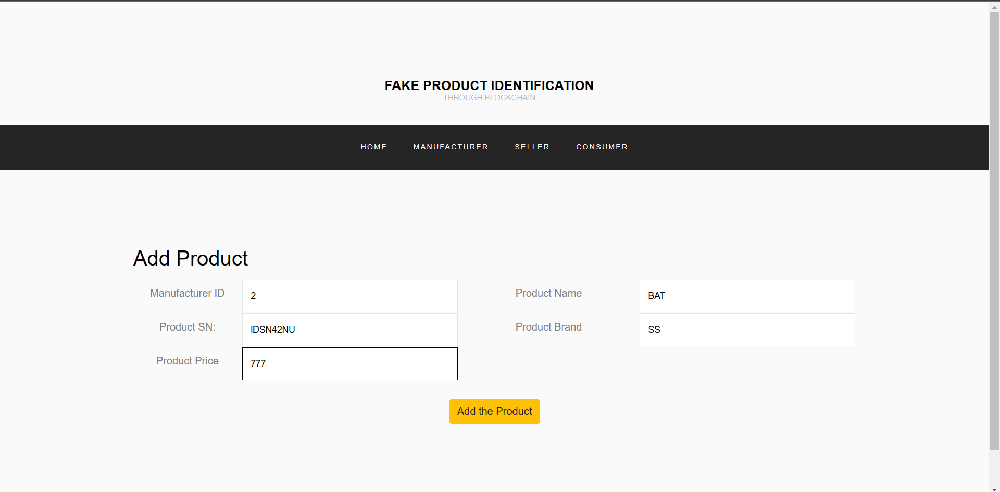 FAKE PRODUCT IDENTIFICATION
THROUGH BLOCKCHAIN
HOME MANUFACTURER SELLER CONSUMER
Add Product
Manufacturer ID 2 Product Name BAT
Product SN: iDSN42NU Product Brand SS
Product Price 777
Add the Product